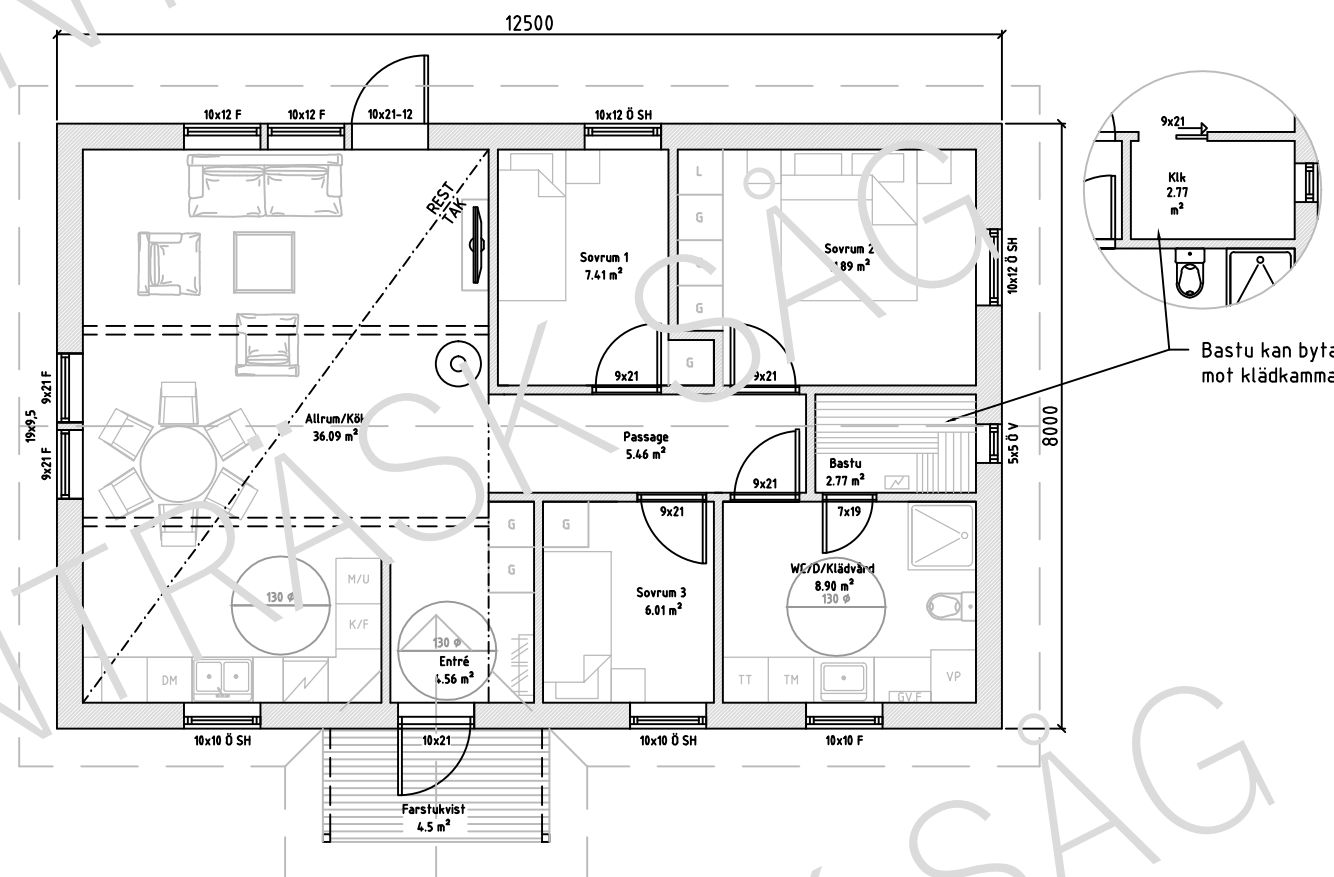 12500
10x12 F
10x12 F
10x21-12
10x12 Ö SH
REST
TAK
L
G
G
G
Sovrum 1
7.41 m²
Sovrum 2
89 m²
10x12 Ö SH
9x21
Klk
2.77
m²
Bastu kan byta
mot klädkamma
9x21
9x21
9x21 F
19x9,5
9x21 F
Allrum/Kök
36.09 m²
Passage
5.46 m²
9x21
Bastu
2.77 m²
5x5 Ö V
8000
G
G
G
9x21
7x19
M/U
K/F
130 ø
DM
130 ø
Entré
4.56 m²
Sovrum 3
6.01 m²
WC/D/Klädvård
8.90 m²
130 ø
TT
TM
GV.F
VP
10x10 Ö SH
10x21
10x10 Ö SH
10x10 F
Farstukvist
4.5 m²
NTRÄSK SÅG
SÅG